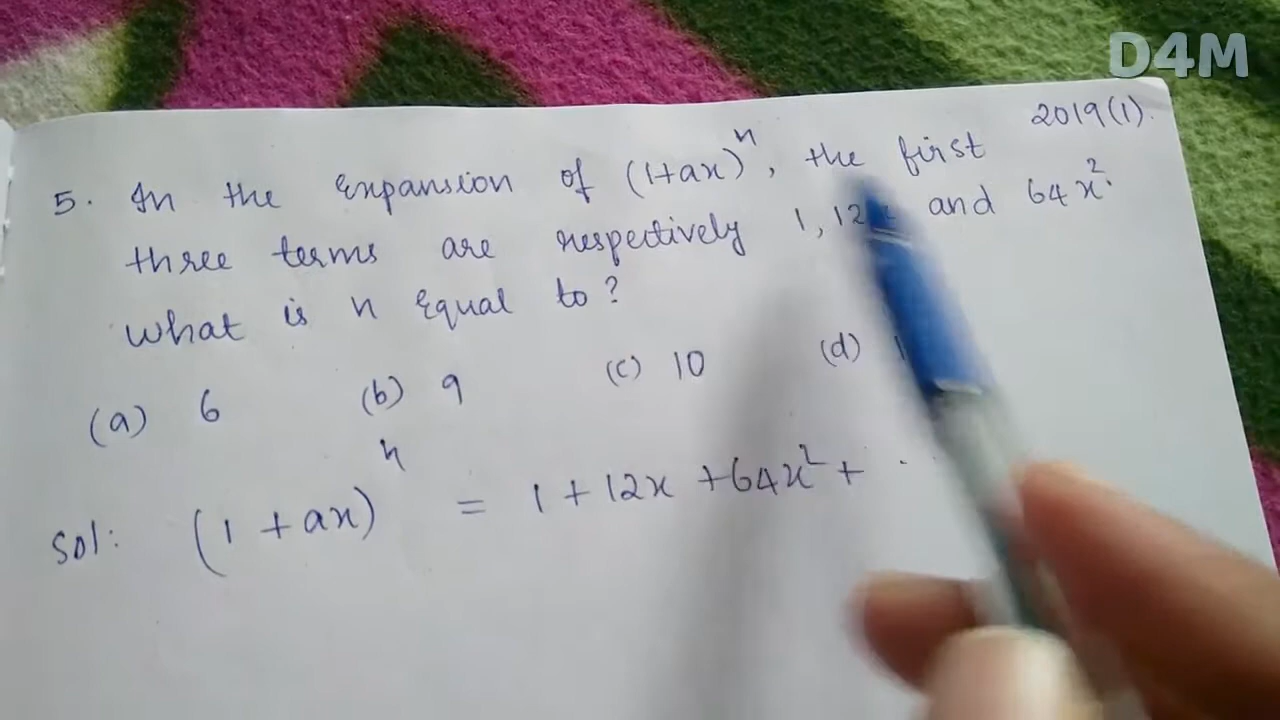 D4M
2019(1).
5. In the Expansion of (1+ax)ⁿ, the first
three terms are respectively 1, 12 and 64x².
What is n Equal to?
(a) 6 (b) 9 (c) 10 (d)
Sol: (1 + ax)ⁿ = 1 + 12x + 64x² + ..